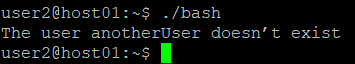 user2@host01:~$ ./bash
The user anotherUser doesn’t exist
user2@host01:~$